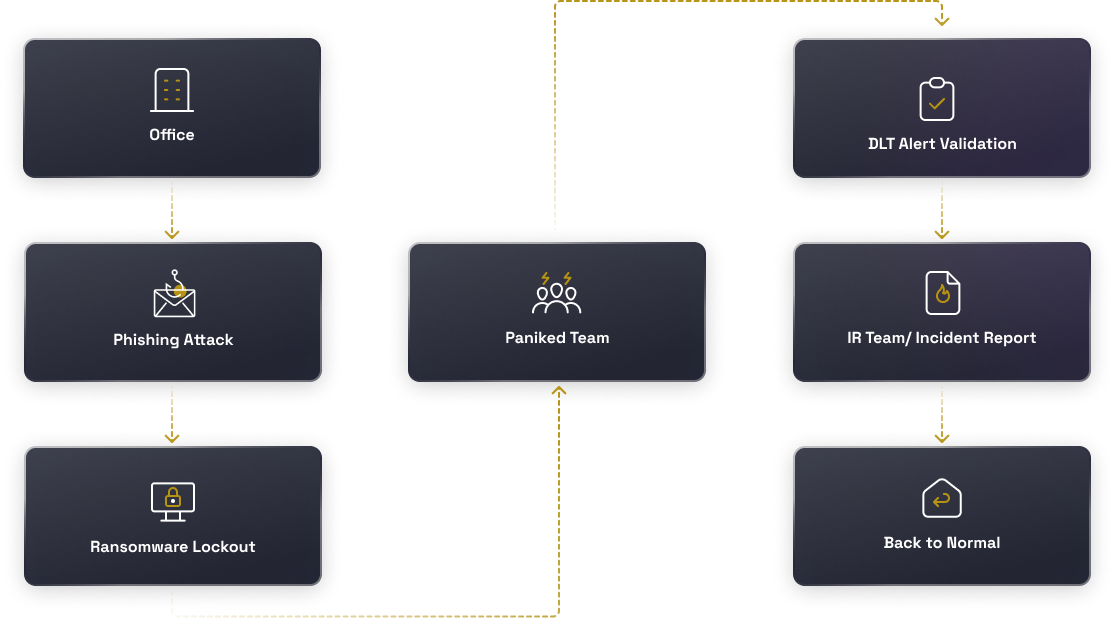 Office
Phishing Attack
Ransomware Lockout
Paniked Team
DLT Alert Validation
IR Team/ Incident Report
Back to Normal